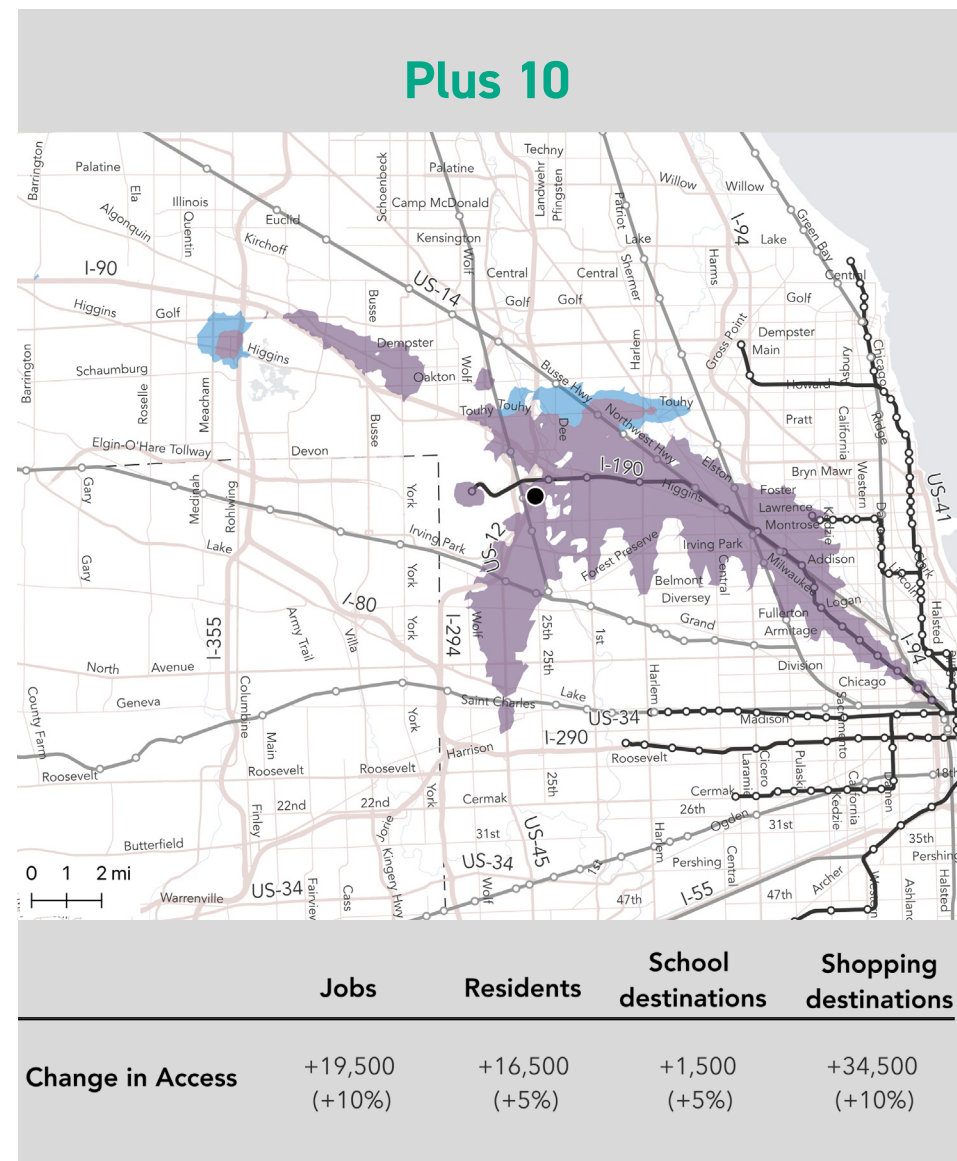 Plus 10
Techny
Barrington
Palatine
Schoenbeck
Palatine
Landwehr
Pfingsten
Willow
Willow
Ela
Illinois
Quentin
Camp McDonald
Patriot
Algonquin
Euclid
Green Bay
Kirchoff
Kensington
Wolf
Lake
I-94
Lake
Harms
Shermer
I-90
US-14
Central
Central
Central
Higgins
Golf
Busse
Golf
Golf
Golf
Gross Point
Dempster
Dempster
Main
Harlem
Asbury
Chicago
Higgins
Barrington
Schaumburg
Oakton
Wolf
Busse Hwy
Howard
Roselle
Meacham
Touhy
Touhy
Touhy
Northwest Hwy
Pratt
California
Ridge
Busse
Dee
Elgin-O'Hare Tollway
Devon
I-190
Elston
Bryn Mawr
Western
Gary
Medinah
Rohlwing
York
Higgins
Foster
Lawrence
Montrose
Kedzie
US-41
US-12
Irving Park
Lake
Forest Preserve
Irving Park
Addison
Clark
Lincoln
Gary
York
Belmont
Central
Milwaukee
Diversey
Logan
I-80
Halsted
I-355
Army Trail
Villa
York
I-294
Wolf
25th
1st
Grand
Fullerton
Armitage
I-94
North
Avenue
25th
Division
County Farm
Geneva
Columbine
Saint Charles
Lake
Harlem
Chicago
Sacramento
York
US-34
Madison
Main
I-290
Harrison
Roosevelt
Roosevelt
Roosevelt
Roosevelt
Laramie
Cicero
Pulaski
18th
25th
York
Cermak
Cermak
California
Damen
Kedzie
22nd
22nd
26th
Finley
Jorie
Ogden
31st
31st
US-45
Harlem
35th
Butterfield
Kingery Hwy
US-34
1st
Pershing
Central
Pershing
0 1 2 mi
Archer
Warrenville
US-34
Fairview
Cass
Wolf
47th
I-55
47th
Western
Ashland
Halsted
Jobs
Residents
School
destinations
Shopping
destinations
Change in Access
+19,500
(+10%)
+16,500
(+5%)
+1,500
(+5%)
+34,500
(+10%)